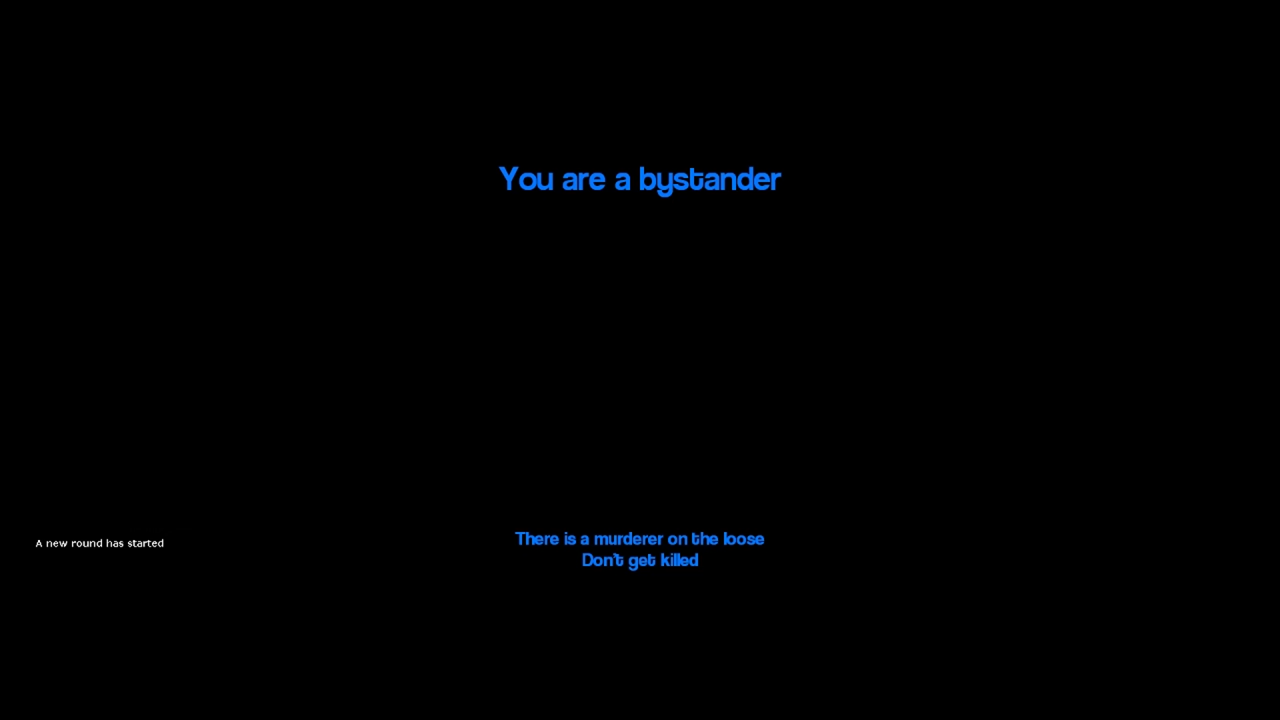 You are a bystander
A new round has started
There is a murderer on the loose
Don't get killed